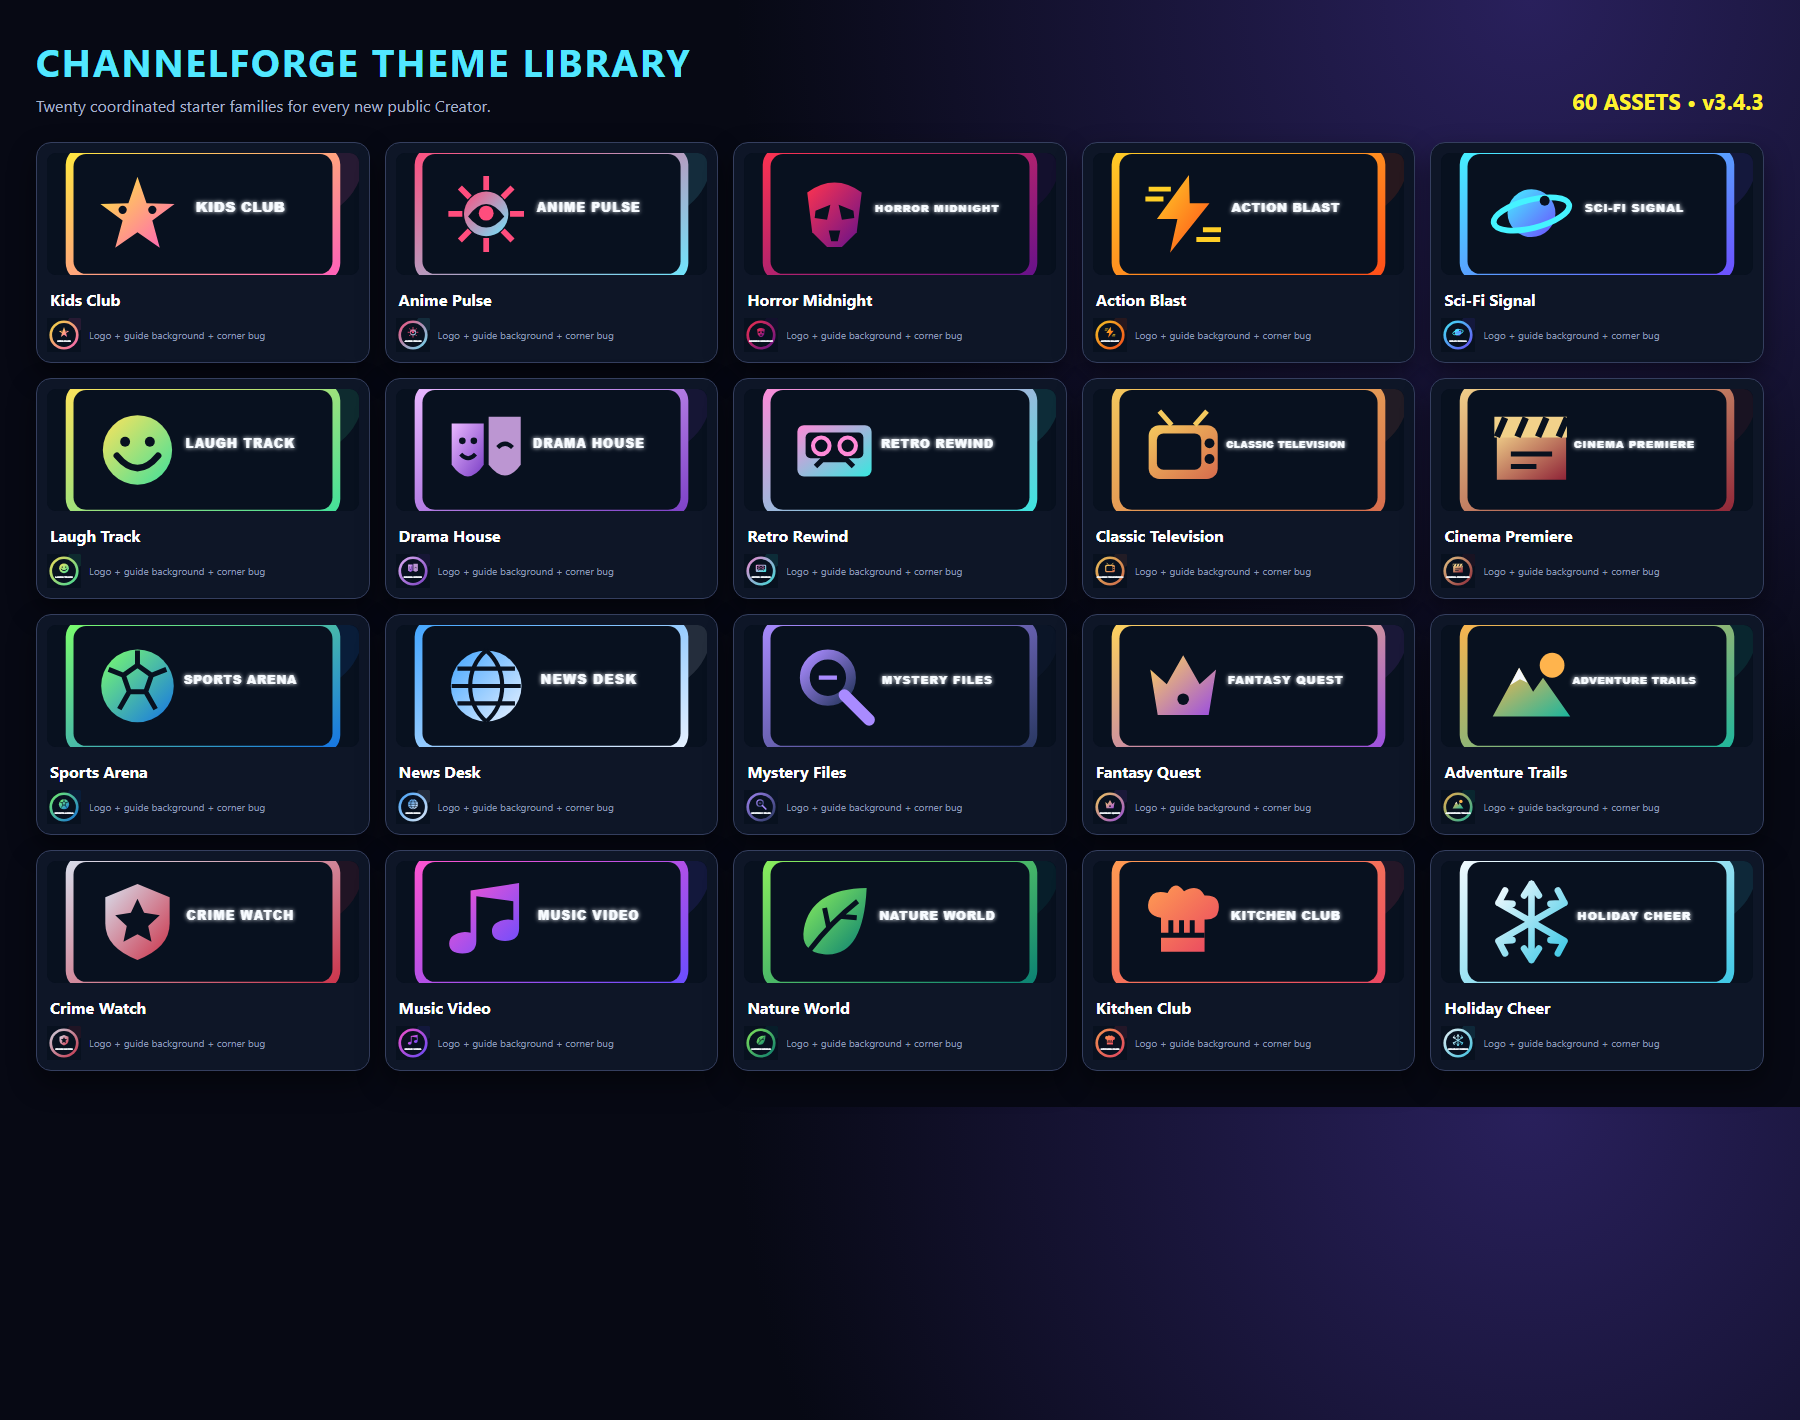 CHANNELFORGE THEME LIBRARY
Twenty coordinated starter families for every new public Creator.
60 ASSETS • v3.4.3
KIDS CLUB
Kids Club
Logo + guide background + corner bug
ANIME PULSE
Anime Pulse
Logo + guide background + corner bug
HORROR MIDNIGHT
Horror Midnight
Logo + guide background + corner bug
ACTION BLAST
Action Blast
Logo + guide background + corner bug
SCI-FI SIGNAL
Sci-Fi Signal
Logo + guide background + corner bug
LAUGH TRACK
Laugh Track
Logo + guide background + corner bug
DRAMA HOUSE
Drama House
Logo + guide background + corner bug
RETRO REWIND
Retro Rewind
Logo + guide background + corner bug
CLASSIC TELEVISION
Classic Television
Logo + guide background + corner bug
CINEMA PREMIERE
Cinema Premiere
Logo + guide background + corner bug
SPORTS ARENA
Sports Arena
Logo + guide background + corner bug
NEWS DESK
News Desk
Logo + guide background + corner bug
MYSTERY FILES
Mystery Files
Logo + guide background + corner bug
FANTASY QUEST
Fantasy Quest
Logo + guide background + corner bug
ADVENTURE TRAILS
Adventure Trails
Logo + guide background + corner bug
CRIME WATCH
Crime Watch
Logo + guide background + corner bug
MUSIC VIDEO
Music Video
Logo + guide background + corner bug
NATURE WORLD
Nature World
Logo + guide background + corner bug
KITCHEN CLUB
Kitchen Club
Logo + guide background + corner bug
HOLIDAY CHEER
Holiday Cheer
Logo + guide background + corner bug